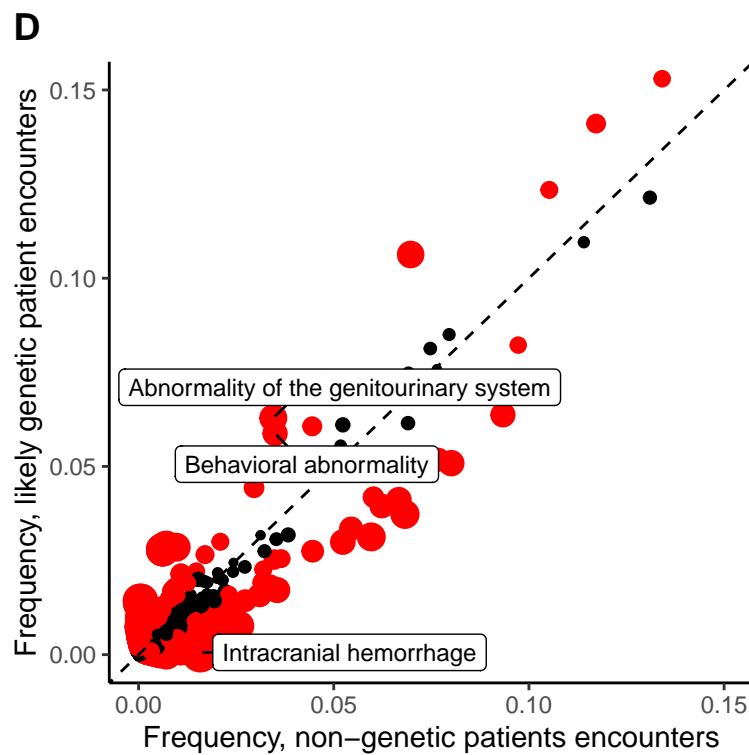 D
Frequency, likely genetic patient encounters
0.15
0.10
0.05
0.00
Abnormality of the genitourinary system
Behavioral abnormality
Intracranial hemorrhage
0.00
0.05
0.10
0.15
Frequency, non−genetic patients encounters